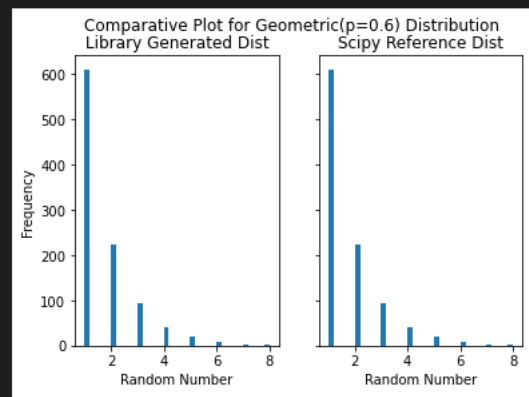 Comparative Plot for Geometric(p=0.6) Distribution
Library Generated Dist
Scipy Reference Dist
600
500
400
300
200
100
0
Frequency
2 4 6 8
Random Number
2 4 6 8
Random Number